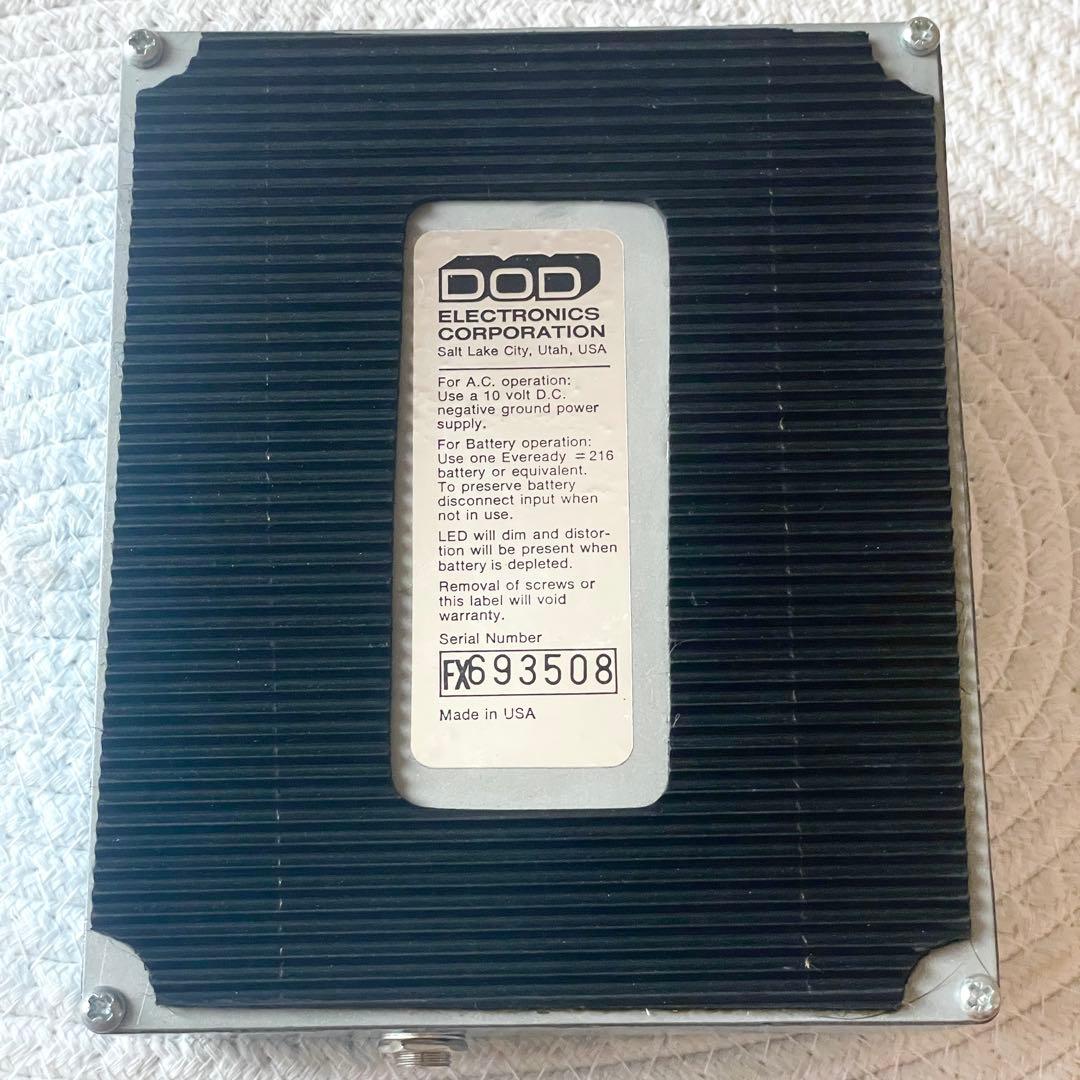 DOD
ELECTRONICS
CORPORATION
Salt Lake City, Utah, USA
For A.C. operation:
Use a 10 volt D.C.
negative ground power
supply.
For Battery operation:
Use one Eveready =216
battery or equivalent.
To preserve battery
disconnect input when
not in use.
LED will dim and distor-
tion will be present when
battery is depleted.
Removal of screws or
this label will void
warranty.
Serial Number
FX693508
Made in USA